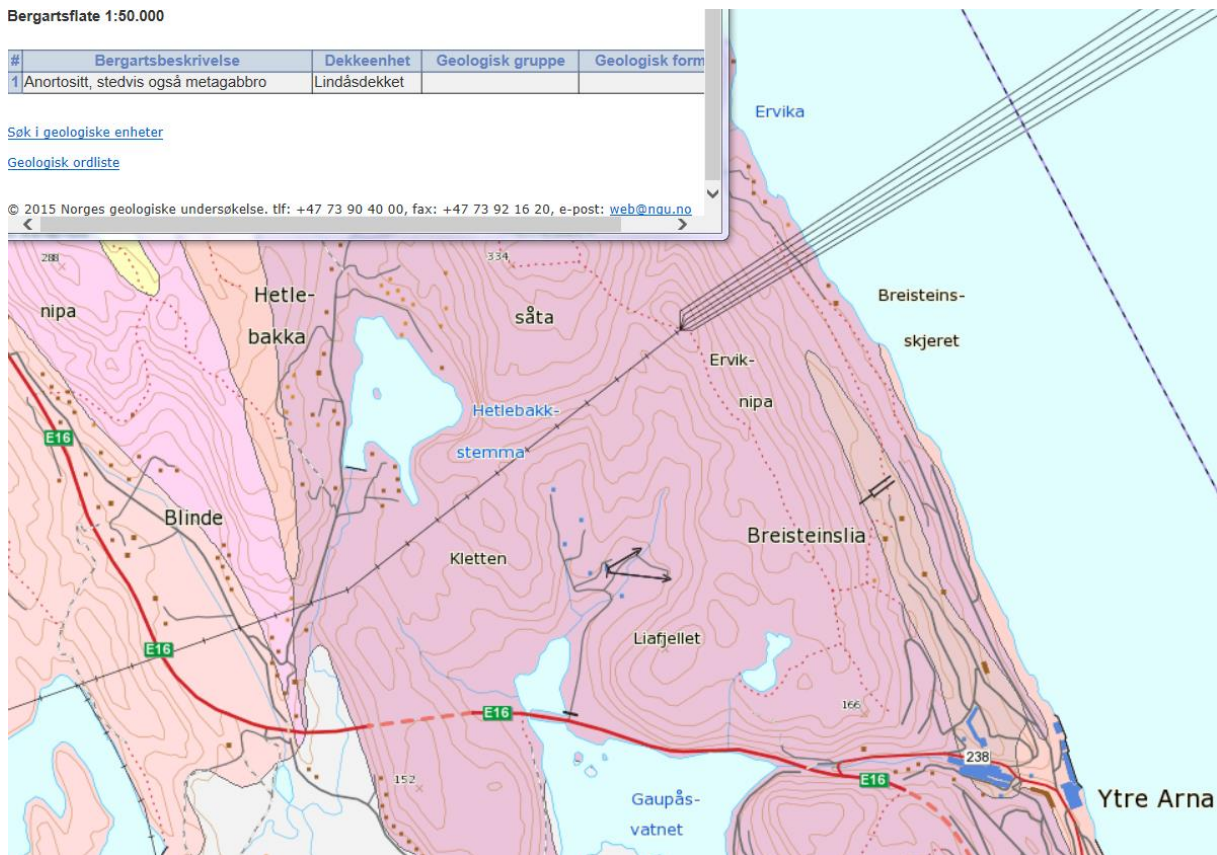 Bergartsflate 1:50.000
# Bergartsbeskrivelse Dekkeenhet Geologisk gruppe Geologisk form
1 Anortositt, stedvis også metagabbro Lindåsdekket
Søk i geologiske enheter
Geologisk ordliste
© 2015 Norges geologiske undersøkelse. tlf: +47 73 90 40 00, fax: +47 73 92 16 20, e-post: web@ngu.no
Ervika
288
334
nipa
Hetle-
bakka
såta
Breisteins-
skjeret
Ervik-
nipa
Hetlebakk-
stemma
E16
Blinde
Breisteinslia
Kletten
Liafjellet
E16
166
E16
238
152
E16
Gaupås-
vatnet
Ytre Arna